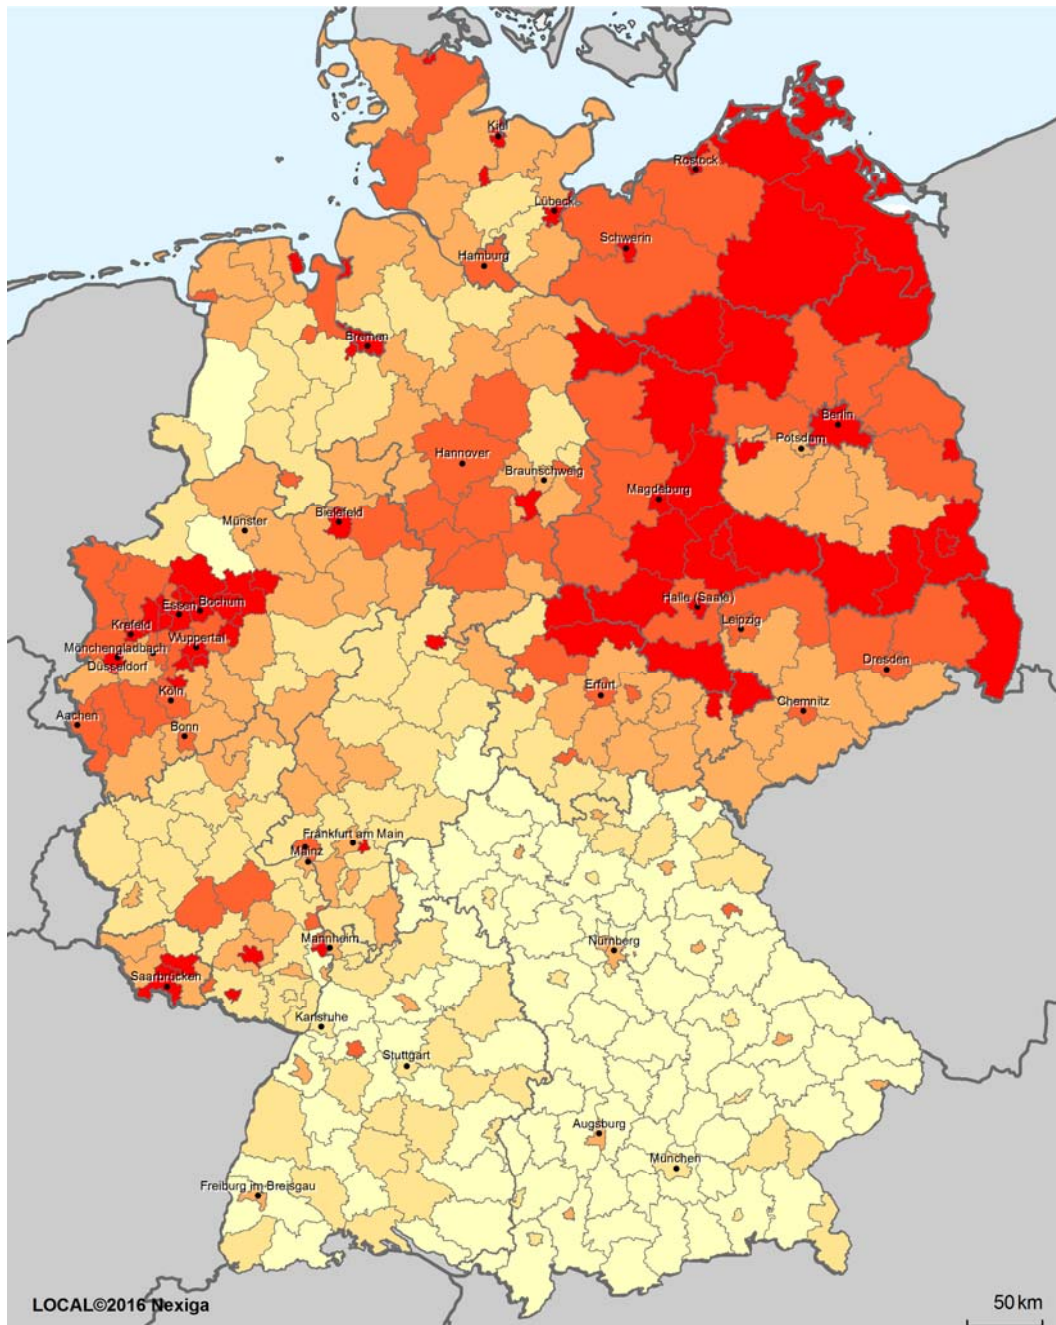 Kiel
Rostock
Lübeck
Schwerin
Hamburg
Bremen
Berlin
Potsdam
Hannover
Braunschweig
Magdeburg
Bielefeld
Münster
Essen
Bochum
Halle (Saale)
Krefeld
Leipzig
Wuppertal
Mönchengladbach
Düsseldorf
Dresden
Köln
Erfurt
Chemnitz
Aachen
Bonn
Frankfurt am Main
Mainz
Mannheim
Nürnberg
Saarbrücken
Karlsruhe
Stuttgart
Augsburg
München
Freiburg im Breisgau
LOCAL©2016 Nexiga
50 km